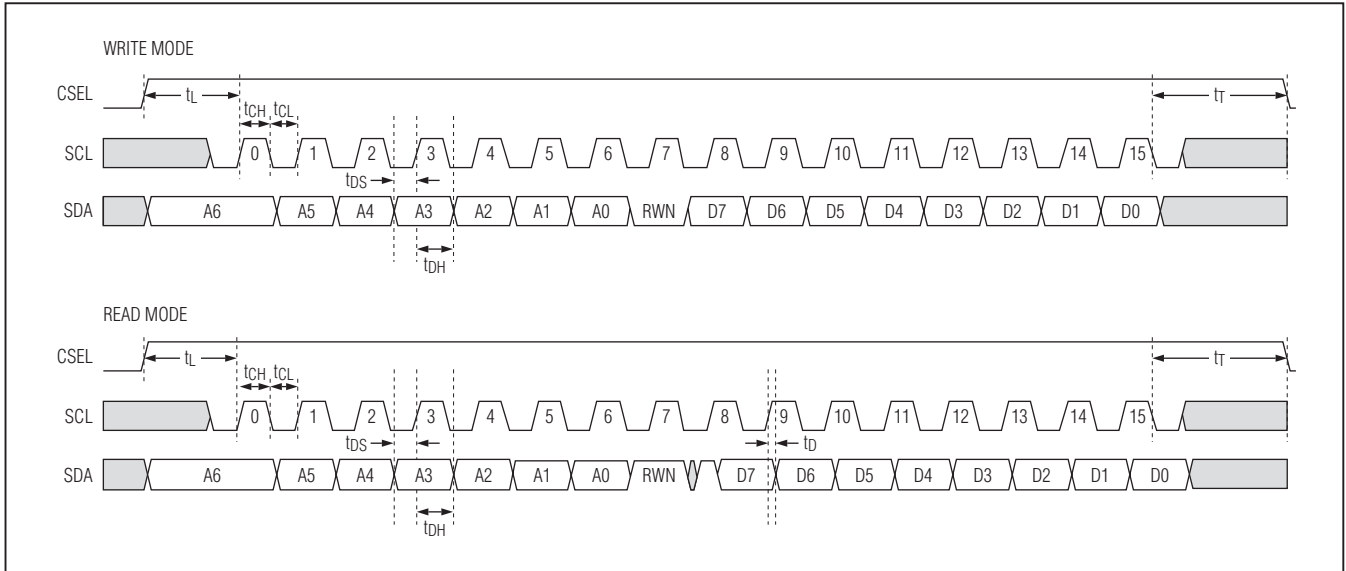 WRITE MODE
CSEL tL tT
tCH tCL
SCL 0 1 2 3 4 5 6 7 8 9 10 11 12 13 14 15
tDS
SDA A6 A5 A4 A3 A2 A1 A0 RWN D7 D6 D5 D4 D3 D2 D1 D0
tDH
READ MODE
CSEL tL tT
tCH tCL
SCL 0 1 2 3 4 5 6 7 8 9 10 11 12 13 14 15
tDS tD
SDA A6 A5 A4 A3 A2 A1 A0 RWN D7 D6 D5 D4 D3 D2 D1 D0
tDH